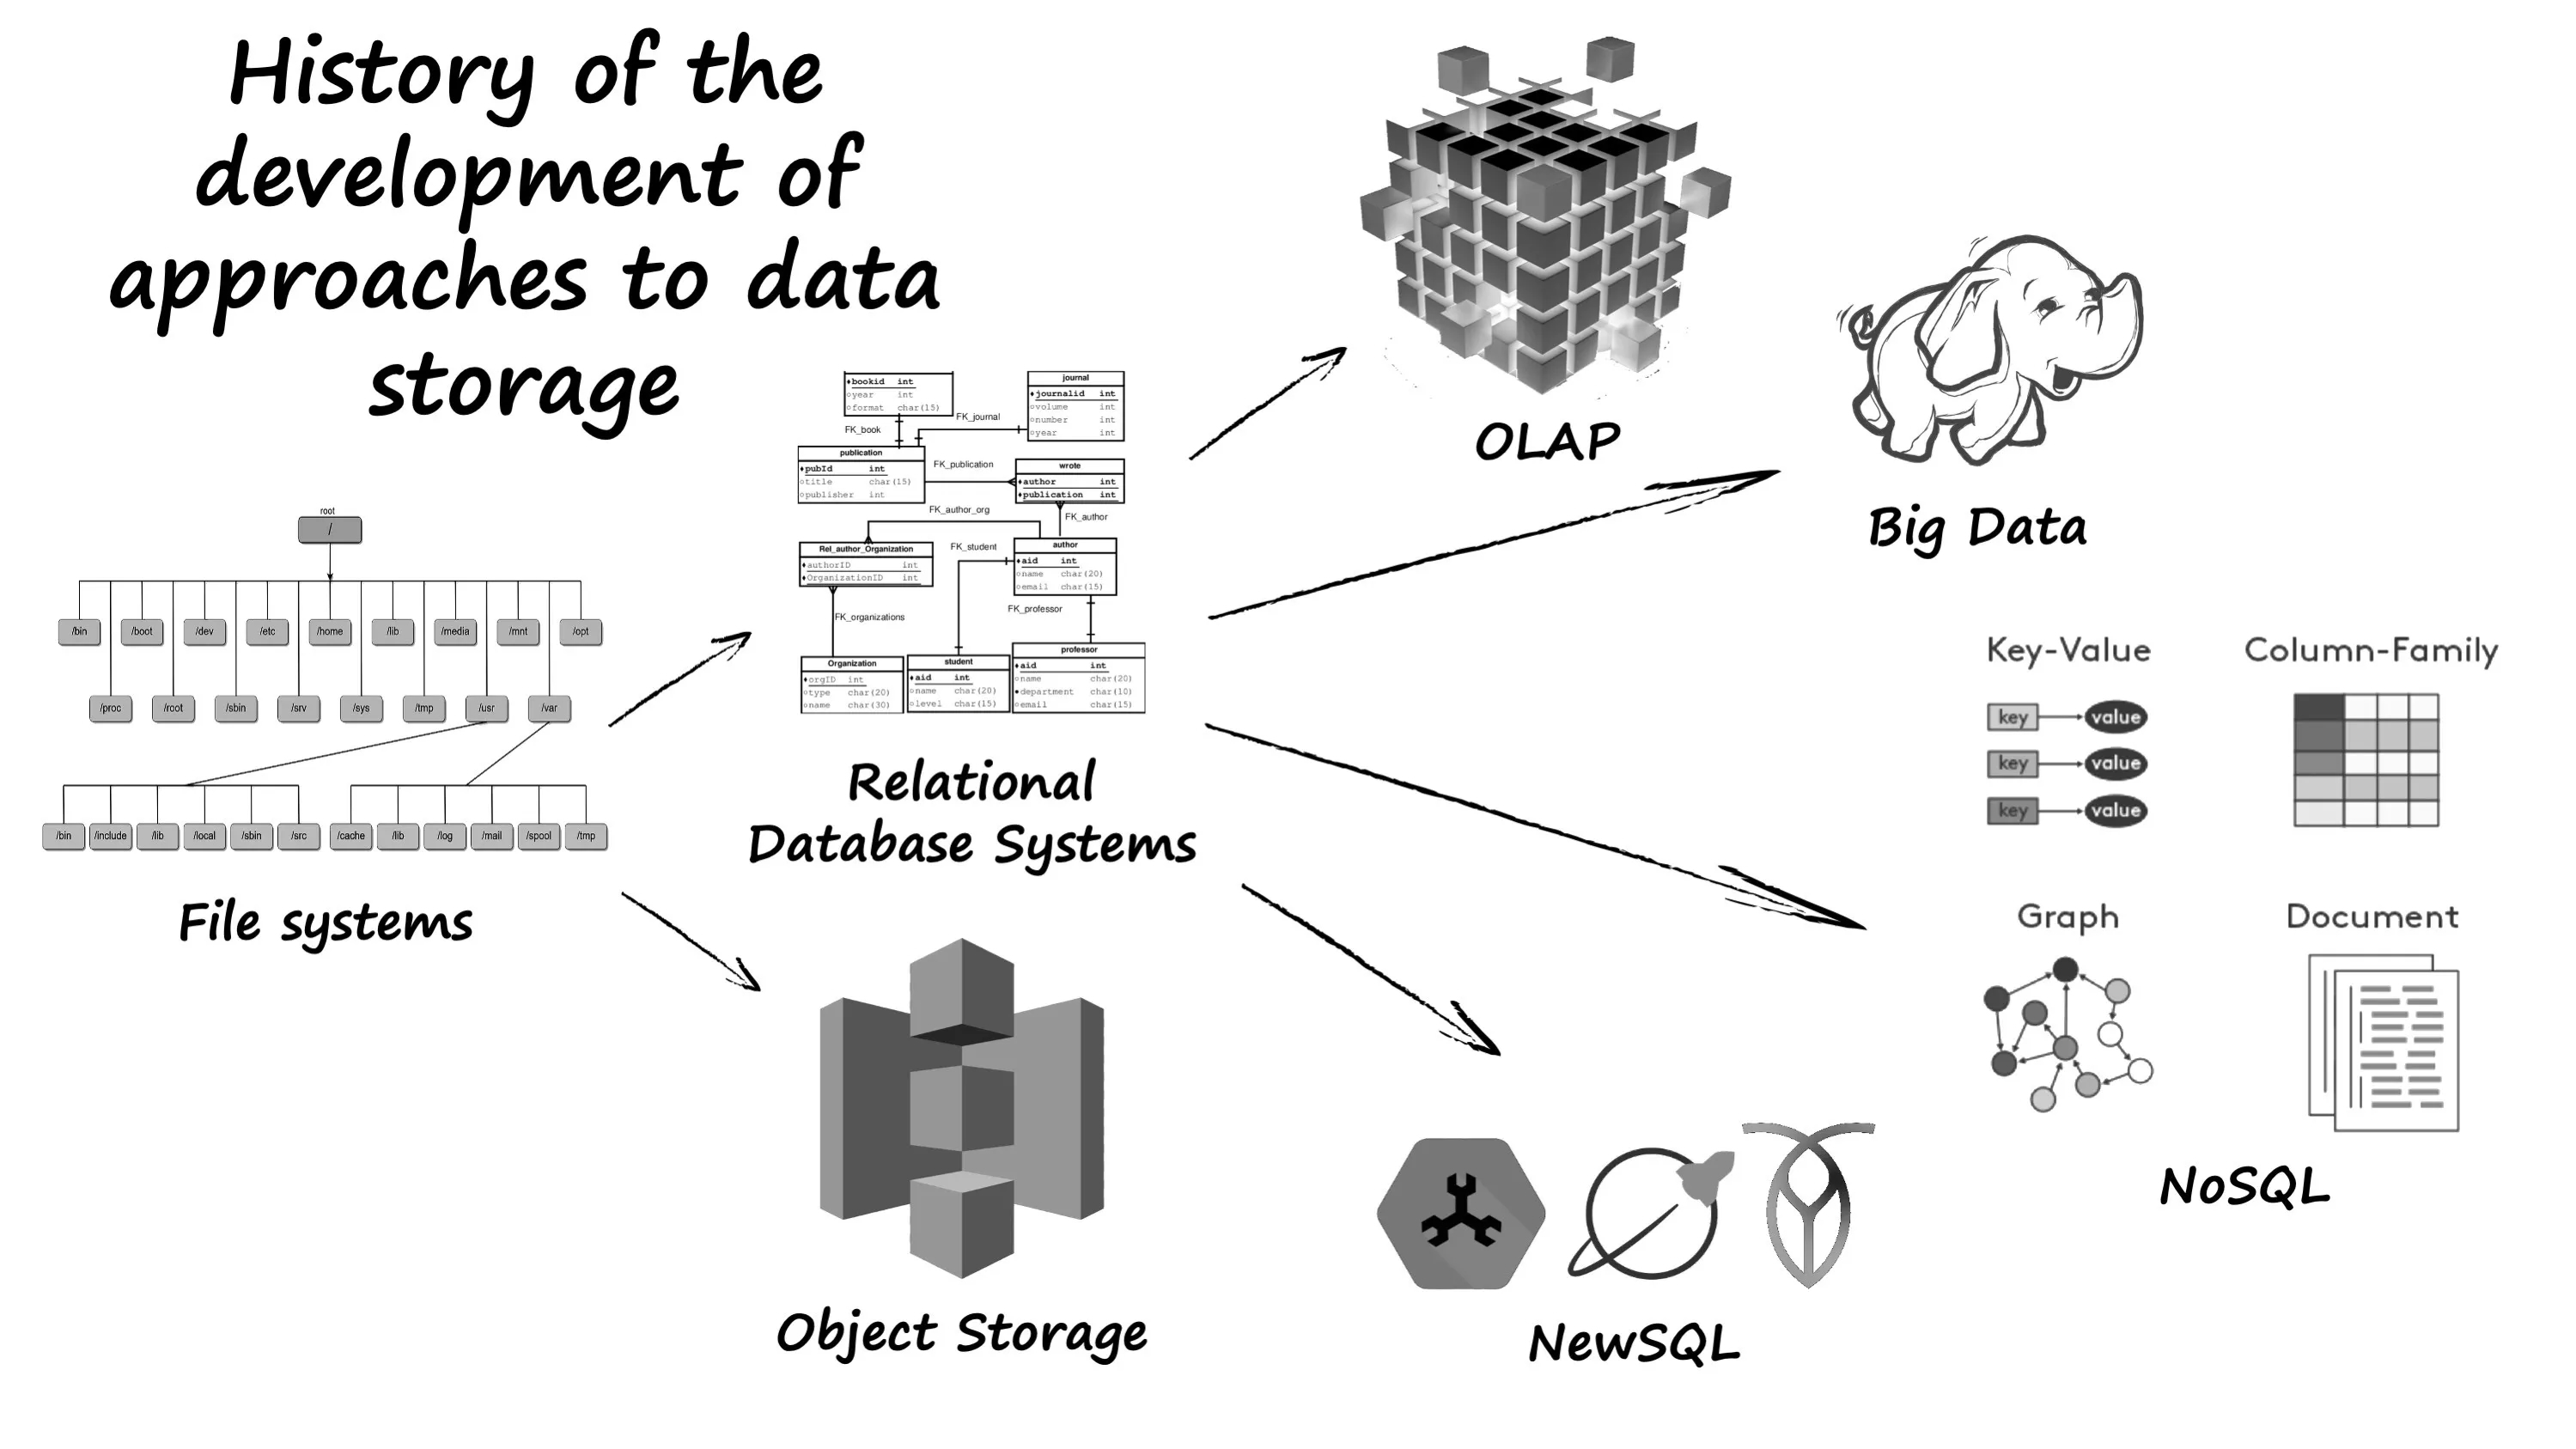 History of the
development of
approaches to data
storage
root
/
/bin /boot /dev /etc /home /lib /media /mnt /opt
/proc /root /sbin /srv /sys /tmp /usr /var
/bin /include /lib /local /sbin /src /cache /lib /log /mail /spool /tmp
File systems
bookid int
year int
format char(15)
FK_book
FK_journal
journal
journalid int
volume int
number int
year int
publication
pubId int
title char(15)
publisher int
FK_publication
wrote
author int
publication int
FK_author_org
FK_author
Rel_author_Organization
authorID int
OrganizationID int
FK_student
author
aid int
name char(20)
email char(15)
FK_organizations
FK_professor
Organization
orgID int
type char(20)
name char(30)
student
aid int
name char(20)
level char(15)
professor
aid int
name char(20)
department char(10)
email char(15)
Relational
Database Systems
Object Storage
OLAP
Big Data
Key-Value
key value
key value
key value
Column-Family
Graph
Document
NoSQL
NewSQL